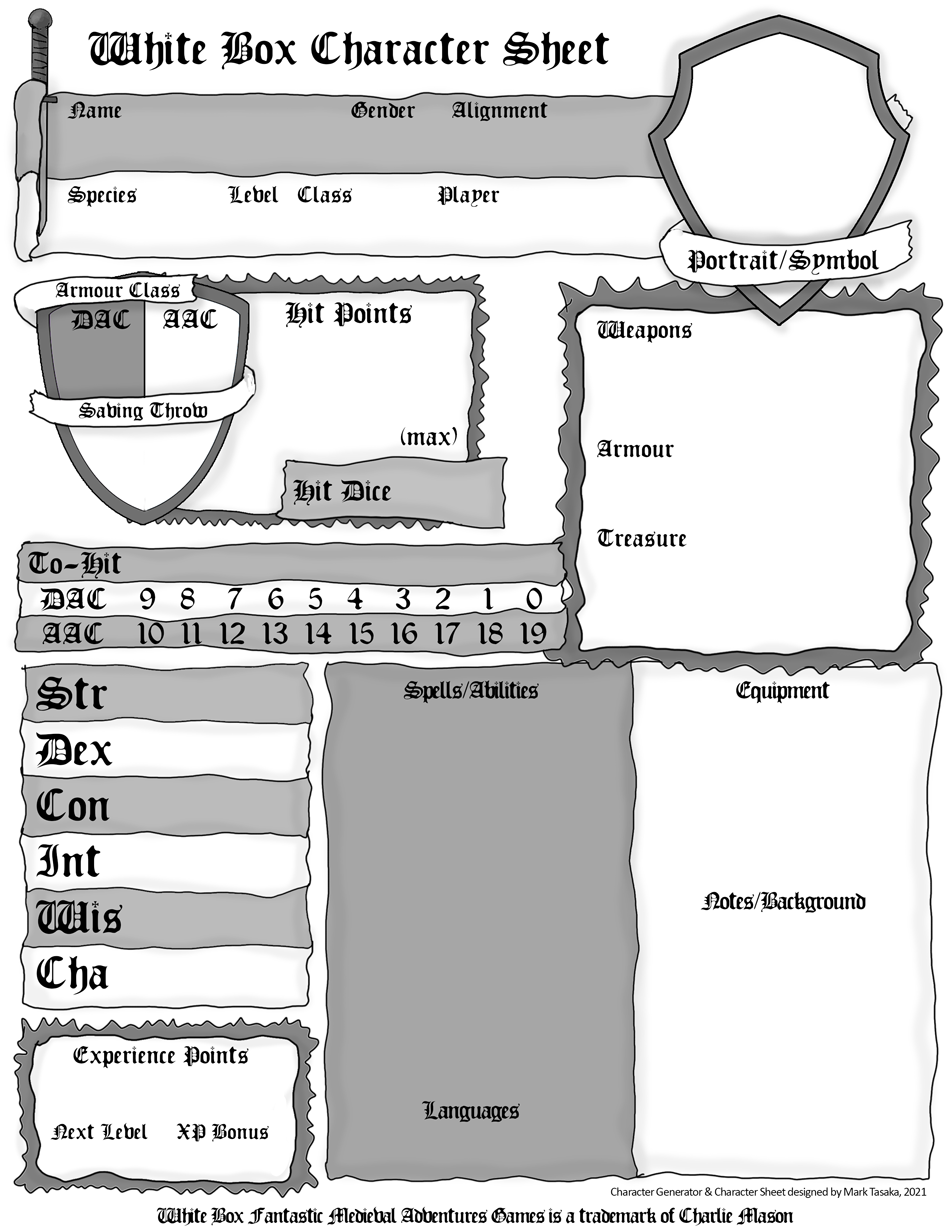 White Box Character Sheet
Name Gender Alignment
Species Level Class Player
Portrait/Symbol
Armour Class
DAC AAC
Saving Throw
Hit Points
(max)
Hit Dice
Weapons
Armour
Treasure
To-Hit
DAC 9 8 7 6 5 4 3 2 1 0
AAC 10 11 12 13 14 15 16 17 18 19
Str
Dex
Con
Int
Wis
Cha
Experience Points
Next Level XP Bonus
Spells/Abilities
Languages
Equipment
Notes/Background
Character Generator & Character Sheet designed by Mark Tasaka, 2021
White Box Fantastic Medieval Adventures Games is a trademark of Charlie Mason